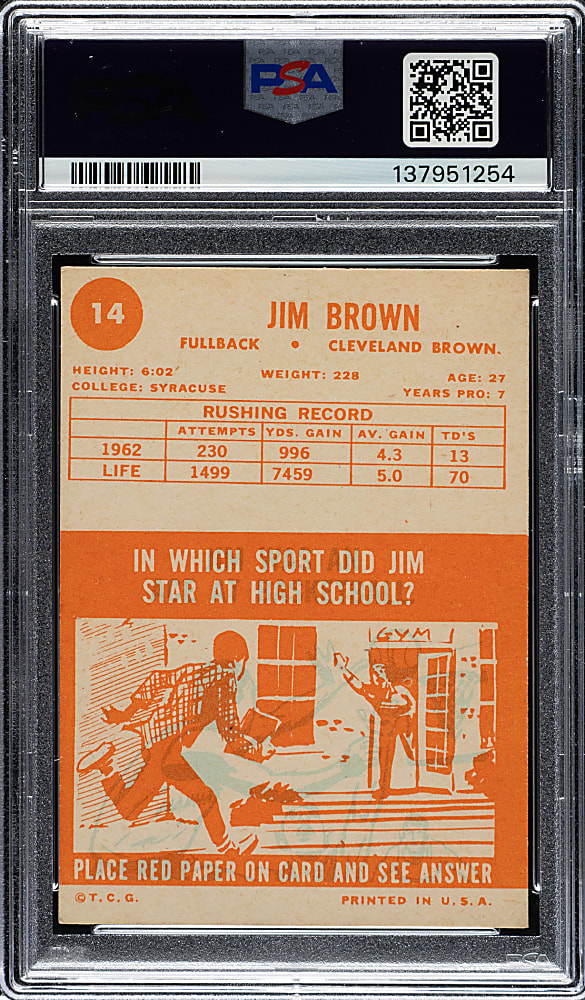 PSA
137951254
14
JIM BROWN
FULLBACK • CLEVELAND BROWN.
HEIGHT: 6:02 WEIGHT: 228 AGE: 27
COLLEGE: SYRACUSE YEARS PRO: 7
RUSHING RECORD
ATTEMPTS YDS. GAIN AV. GAIN TD'S
1962 230 996 4.3 13
LIFE 1499 7459 5.0 70
IN WHICH SPORT DID JIM
STAR AT HIGH SCHOOL?
GYM
PLACE RED PAPER ON CARD AND SEE ANSWER
©T.C.G. PRINTED IN U.S.A.